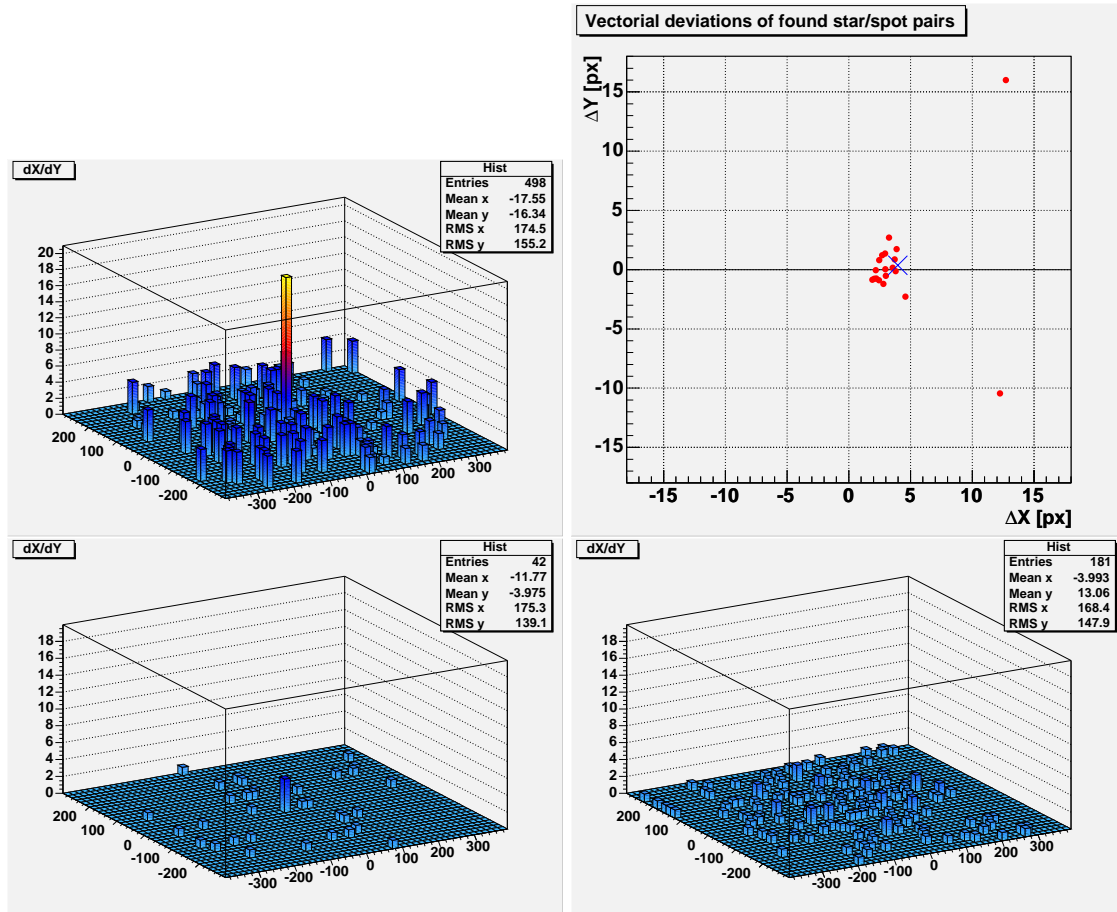 Vectorial deviations of found star/spot pairs
ΔY [px]
15
10
5
0
-5
-10
-15
-15 -10 -5 0 5 10 15
ΔX [px]
dX/dY
Hist
Entries 498
Mean x -17.55
Mean y -16.34
RMS x 174.5
RMS y 155.2
20
18
16
14
12
10
8
6
4
2
0
200
100
0
-100
-200
-300 -200 -100 0 100 200 300
dX/dY
Hist
Entries 42
Mean x -11.77
Mean y -3.975
RMS x 175.3
RMS y 139.1
18
16
14
12
10
8
6
4
2
0
200
100
0
-100
-200
-300 -200 -100 0 100 200 300
dX/dY
Hist
Entries 181
Mean x -3.993
Mean y 13.06
RMS x 168.4
RMS y 147.9
18
16
14
12
10
8
6
4
2
0
200
100
0
-100
-200
-300 -200 -100 0 100 200 300